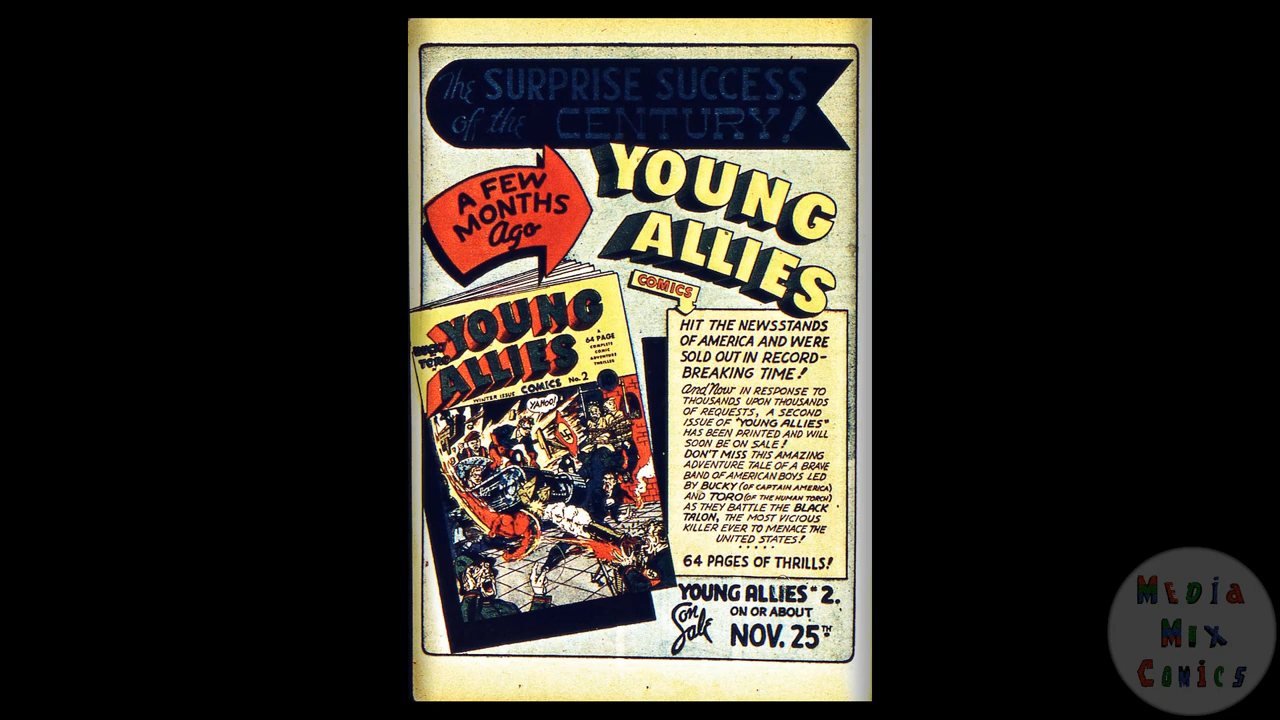 The SURPRISE SUCCESS
of the CENTURY!
A FEW
MONTHS
Ago
YOUNG
ALLIES
COMICS
HIT THE NEWSSTANDS
OF AMERICA AND WERE
SOLD OUT IN RECORD-
BREAKING TIME!
And Now IN RESPONSE TO
THOUSANDS UPON THOUSANDS
OF REQUESTS, A SECOND
ISSUE OF "YOUNG ALLIES"
HAS BEEN PRINTED AND WILL
SOON BE ON SALE!
DON'T MISS THIS AMAZING
ADVENTURE TALE OF A BRAVE
BAND OF AMERICAN BOYS LED
BY BUCKY (OF CAPTAIN AMERICA)
AND TORO (OF THE HUMAN TORCH)
AS THEY BATTLE THE BLACK
TALON, THE MOST VICIOUS
KILLER EVER TO MENACE THE
UNITED STATES!
.....
64 PAGES OF THRILLS!
YOUNG
ALLIES
BUCKY
TORO
A
64 PAGE
COMPLETE
COMIC
ADVENTURE
THRILLER
WINTER ISSUE COMICS No. 2
YAHOO!
YOUNG ALLIES #2.
On Sale
ON OR ABOUT
NOV. 25TH
MEDiA
MiX
COMiCS